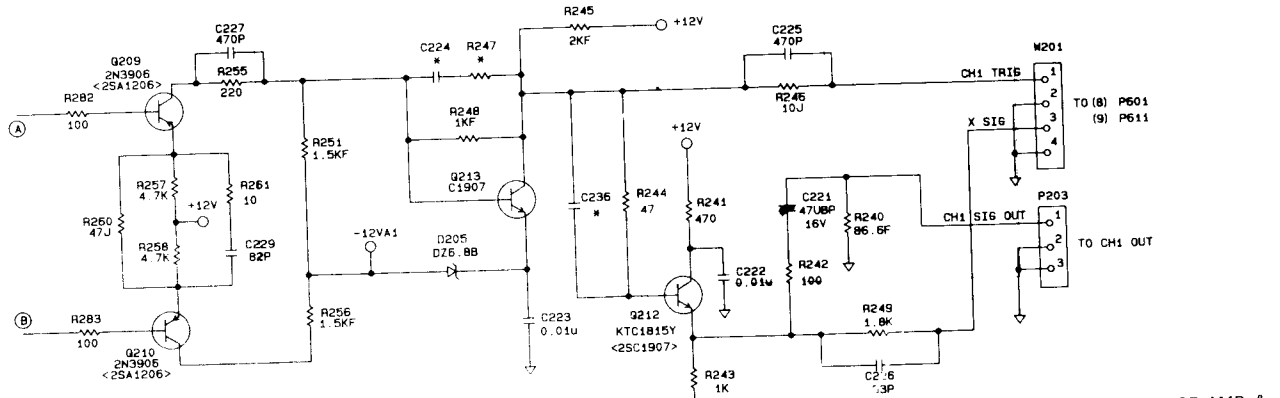 R245
2KF
+12V
C227
470P
C225
470P
W201
Q209
2N3906
<2SA1206>
R255
220
C224
*
R247
*
CH1 TRIG
1
2
3
4
R246
10J
TO (8) P601
(9) P611
R282
100
A
R248
1KF
X SIG
R251
1.5KF
+12V
Q213
C1907
R257
4.7K
R261
10
+12V
R260
47J
R258
4.7K
C229
82P
C236
*
R244
47
R241
470
C221
47UBP
16V
R240
86.6F
P203
CH1 SIG OUT
1
2
3
TO CH1 OUT
-12VA1
D205
DZ6.8B
R242
100
C222
0.01u
B
R283
100
R256
1.5KF
C223
0.01u
Q212
KTC1815Y
<2SC1907>
R249
1.8K
Q210
2N3906
<2SA1206>
R243
1K